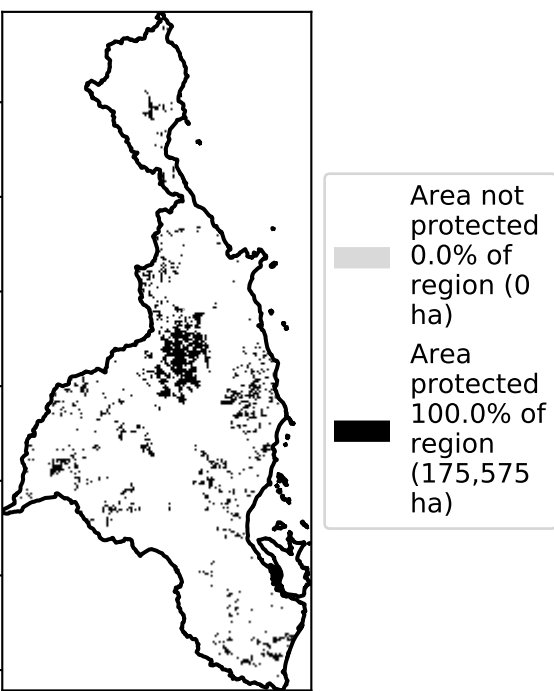 Area not
protected
0.0% of
region (0
ha)
Area
protected
100.0% of
region
(175,575
ha)